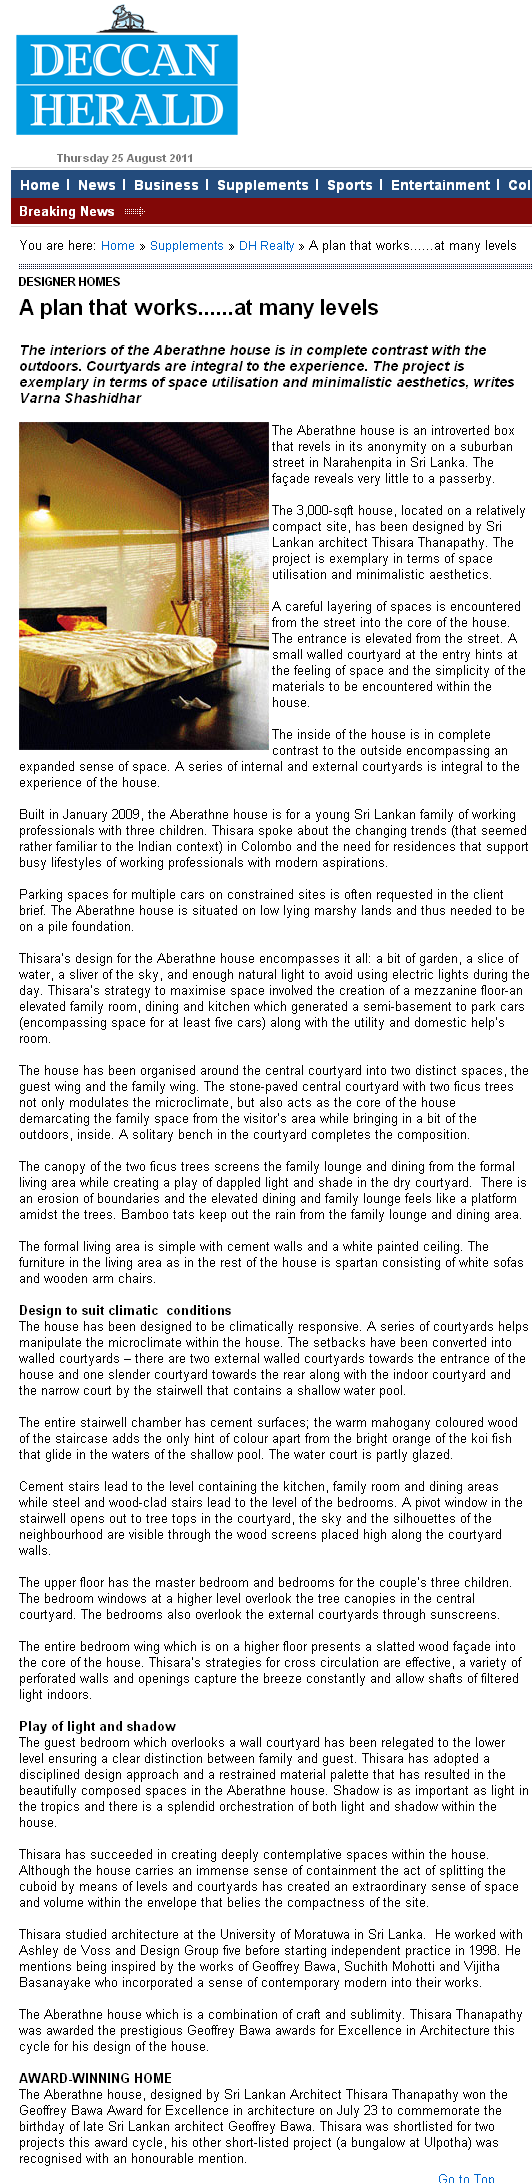 DECCAN
HERALD
Thursday 25 August 2011
Home | News | Business | Supplements | Sports | Entertainment | Col
Breaking News
You are here: Home » Supplements » DH Realty » A plan that works......at many levels
DESIGNER HOMES
A plan that works......at many levels
The interiors of the Aberathne house is in complete contrast with the
outdoors. Courtyards are integral to the experience. The project is
exemplary in terms of space utilisation and minimalistic aesthetics, writes
Varna Shashidhar
The Aberathne house is an introverted box
that revels in its anonymity on a suburban
street in Narahenpita in Sri Lanka. The
façade reveals very little to a passerby.
The 3,000-sqft house, located on a relatively
compact site, has been designed by Sri
Lankan architect Thisara Thanapathy. The
project is exemplary in terms of space
utilisation and minimalistic aesthetics.
A careful layering of spaces is encountered
from the street into the core of the house.
The entrance is elevated from the street. A
small walled courtyard at the entry hints at
the feeling of space and the simplicity of the
materials to be encountered within the
house.
The inside of the house is in complete
contrast to the outside encompassing an
expanded sense of space. A series of internal and external courtyards is integral to the
experience of the house.
Built in January 2009, the Aberathne house is for a young Sri Lankan family of working
professionals with three children. Thisara spoke about the changing trends (that seemed
rather familiar to the Indian context) in Colombo and the need for residences that support
busy lifestyles of working professionals with modern aspirations.
Parking spaces for multiple cars on constrained sites is often requested in the client
brief. The Aberathne house is situated on low lying marshy lands and thus needed to be
on a pile foundation.
Thisara's design for the Aberathne house encompasses it all: a bit of garden, a slice of
water, a sliver of the sky, and enough natural light to avoid using electric lights during the
day. Thisara's strategy to maximise space involved the creation of a mezzanine floor-an
elevated family room, dining and kitchen which generated a semi-basement to park cars
(encompassing space for at least five cars) along with the utility and domestic help's
room.
The house has been organised around the central courtyard into two distinct spaces, the
guest wing and the family wing. The stone-paved central courtyard with two ficus trees
not only modulates the microclimate, but also acts as the core of the house
demarcating the family space from the visitor's area while bringing in a bit of the
outdoors, inside. A solitary bench in the courtyard completes the composition.
The canopy of the two ficus trees screens the family lounge and dining from the formal
living area while creating a play of dappled light and shade in the dry courtyard.  There is
an erosion of boundaries and the elevated dining and family lounge feels like a platform
amidst the trees. Bamboo tats keep out the rain from the family lounge and dining area.
The formal living area is simple with cement walls and a white painted ceiling. The
furniture in the living area as in the rest of the house is spartan consisting of white sofas
and wooden arm chairs.
Design to suit climatic  conditions
The house has been designed to be climatically responsive. A series of courtyards helps
manipulate the microclimate within the house. The setbacks have been converted into
walled courtyards – there are two external walled courtyards towards the entrance of the
house and one slender courtyard towards the rear along with the indoor courtyard and
the narrow court by the stairwell that contains a shallow water pool.
The entire stairwell chamber has cement surfaces; the warm mahogany coloured wood
of the staircase adds the only hint of colour apart from the bright orange of the koi fish
that glide in the waters of the shallow pool. The water court is partly glazed.
Cement stairs lead to the level containing the kitchen, family room and dining areas
while steel and wood-clad stairs lead to the level of the bedrooms. A pivot window in the
stairwell opens out to tree tops in the courtyard, the sky and the silhouettes of the
neighbourhood are visible through the wood screens placed high along the courtyard
walls.
The upper floor has the master bedroom and bedrooms for the couple's three children.
The bedroom windows at a higher level overlook the tree canopies in the central
courtyard. The bedrooms also overlook the external courtyards through sunscreens.
The entire bedroom wing which is on a higher floor presents a slatted wood façade into
the core of the house. Thisara's strategies for cross circulation are effective, a variety of
perforated walls and openings capture the breeze constantly and allow shafts of filtered
light indoors.
Play of light and shadow
The guest bedroom which overlooks a wall courtyard has been relegated to the lower
level ensuring a clear distinction between family and guest. Thisara has adopted a
disciplined design approach and a restrained material palette that has resulted in the
beautifully composed spaces in the Aberathne house. Shadow is as important as light in
the tropics and there is a splendid orchestration of both light and shadow within the
house.
Thisara has succeeded in creating deeply contemplative spaces within the house.
Although the house carries an immense sense of containment the act of splitting the
cuboid by means of levels and courtyards has created an extraordinary sense of space
and volume within the envelope that belies the compactness of the site.
Thisara studied architecture at the University of Moratuwa in Sri Lanka.  He worked with
Ashley de Voss and Design Group five before starting independent practice in 1998. He
mentions being inspired by the works of Geoffrey Bawa, Suchith Mohotti and Vijitha
Basanayake who incorporated a sense of contemporary modern into their works.
The Aberathne house which is a combination of craft and sublimity. Thisara Thanapathy
was awarded the prestigious Geoffrey Bawa awards for Excellence in Architecture this
cycle for his design of the house.
AWARD-WINNING HOME
The Aberathne house, designed by Sri Lankan Architect Thisara Thanapathy won the
Geoffrey Bawa Award for Excellence in architecture on July 23 to commemorate the
birthday of late Sri Lankan architect Geoffrey Bawa. Thisara was shortlisted for two
projects this award cycle, his other short-listed project (a bungalow at Ulpotha) was
recognised with an honourable mention.
Go to Top